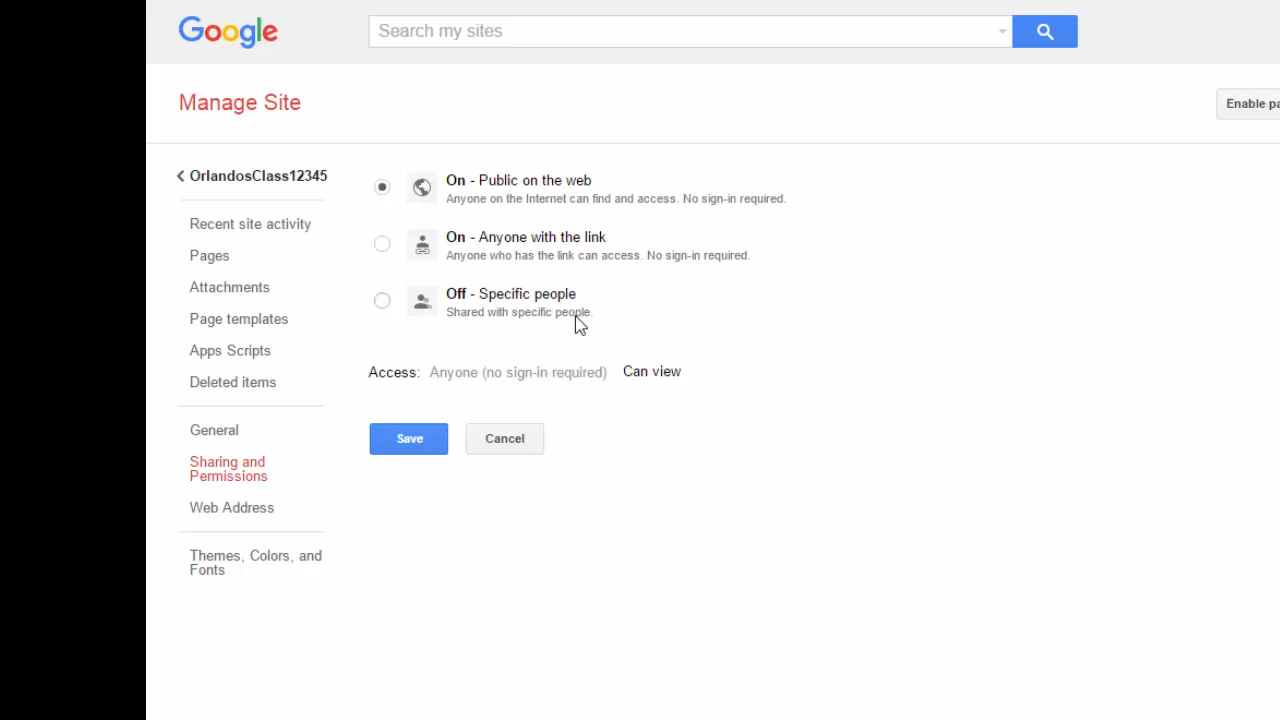 Google
Search my sites
Manage Site
Enable pa
OrlandosClass12345
Recent site activity
Pages
Attachments
Page templates
Apps Scripts
Deleted items
General
Sharing and
Permissions
Web Address
Themes, Colors, and
Fonts
On - Public on the web
Anyone on the Internet can find and access. No sign-in required.
On - Anyone with the link
Anyone who has the link can access. No sign-in required.
Off - Specific people
Shared with specific people.
Access: Anyone (no sign-in required) Can view
Save Cancel